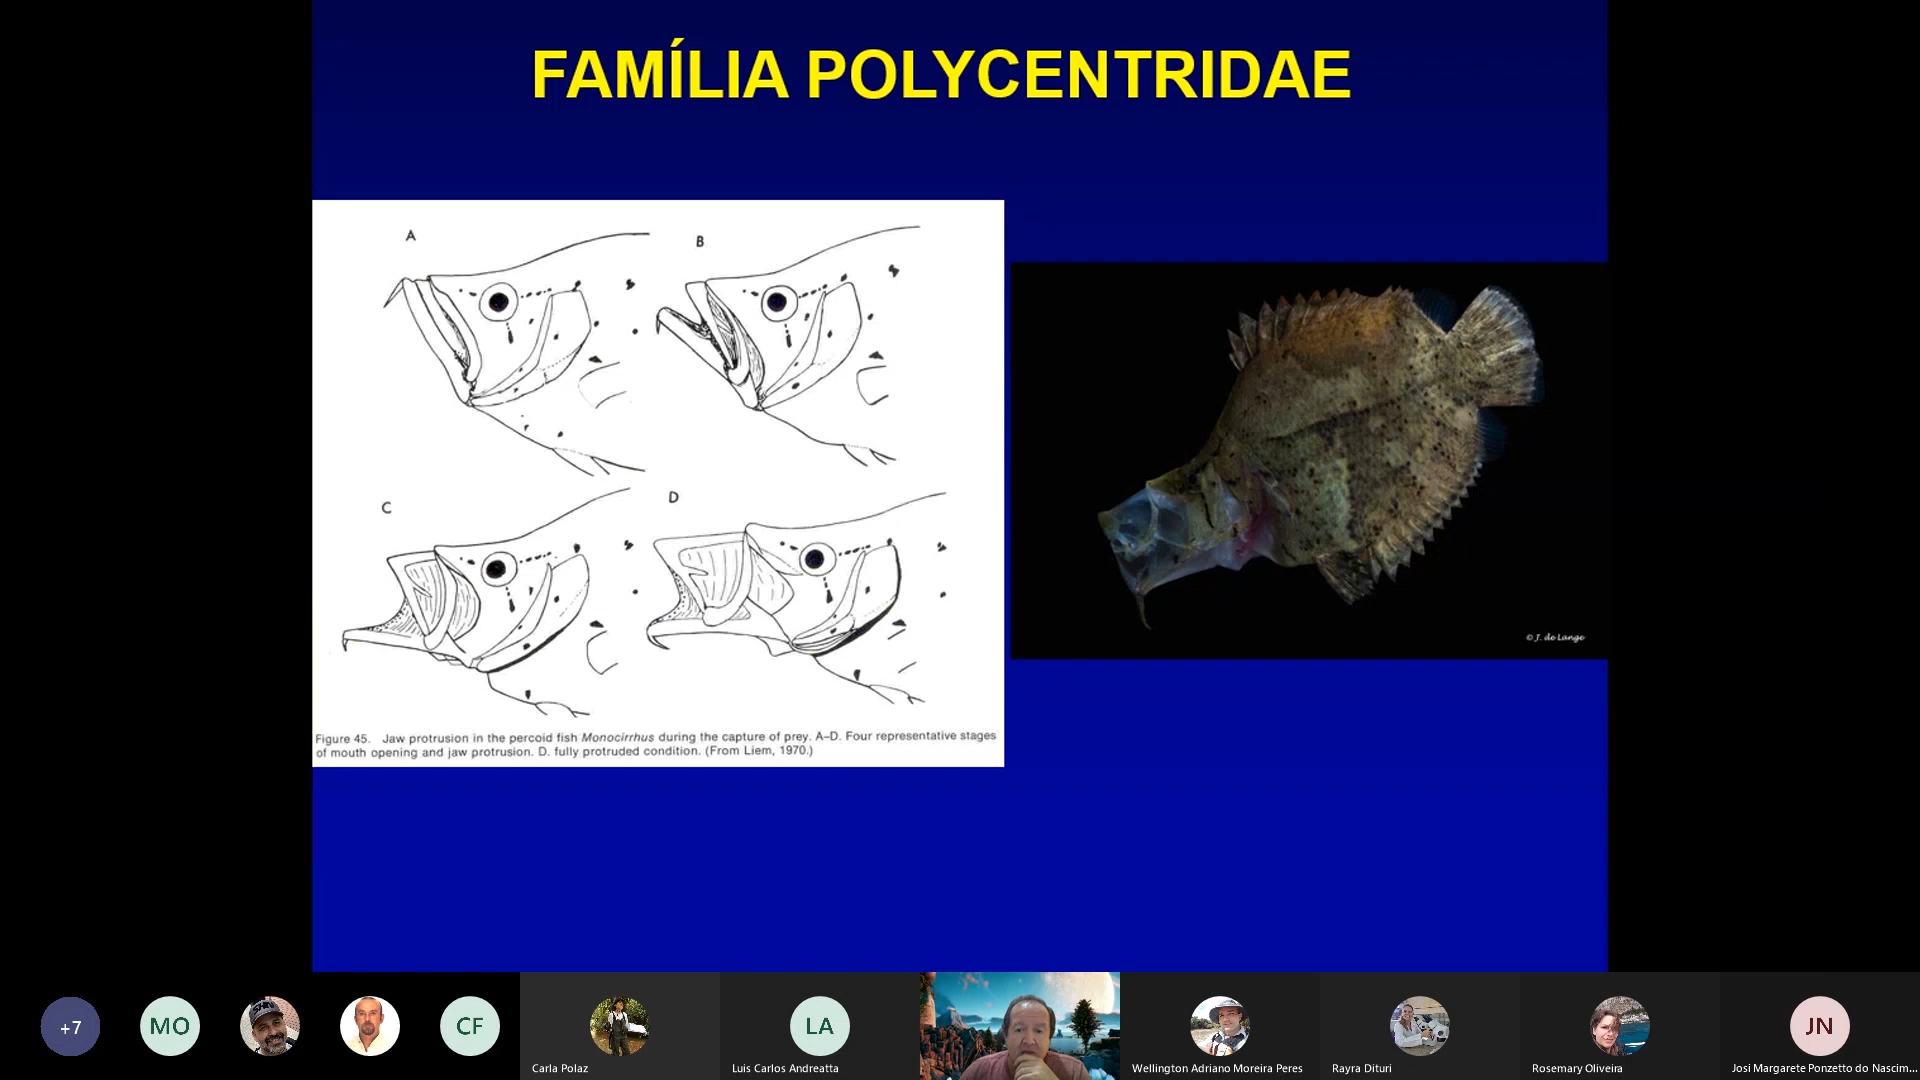 FAMÍLIA POLYCENTRIDAE
A
B
C
D
Figure 45. Jaw protrusion in the percoid fish Monocirrhus during the capture of prey. A–D. Four representative stages
of mouth opening and jaw protrusion. D. fully protruded condition. (From Liem, 1970.)
© J. de Lange
+7
MO
CF
Carla Polaz
LA
Luis Carlos Andreatta
Wellington Adriano Moreira Peres
Rayra Dituri
Rosemary Oliveira
JN
Josi Margarete Ponzetto do Nascim...